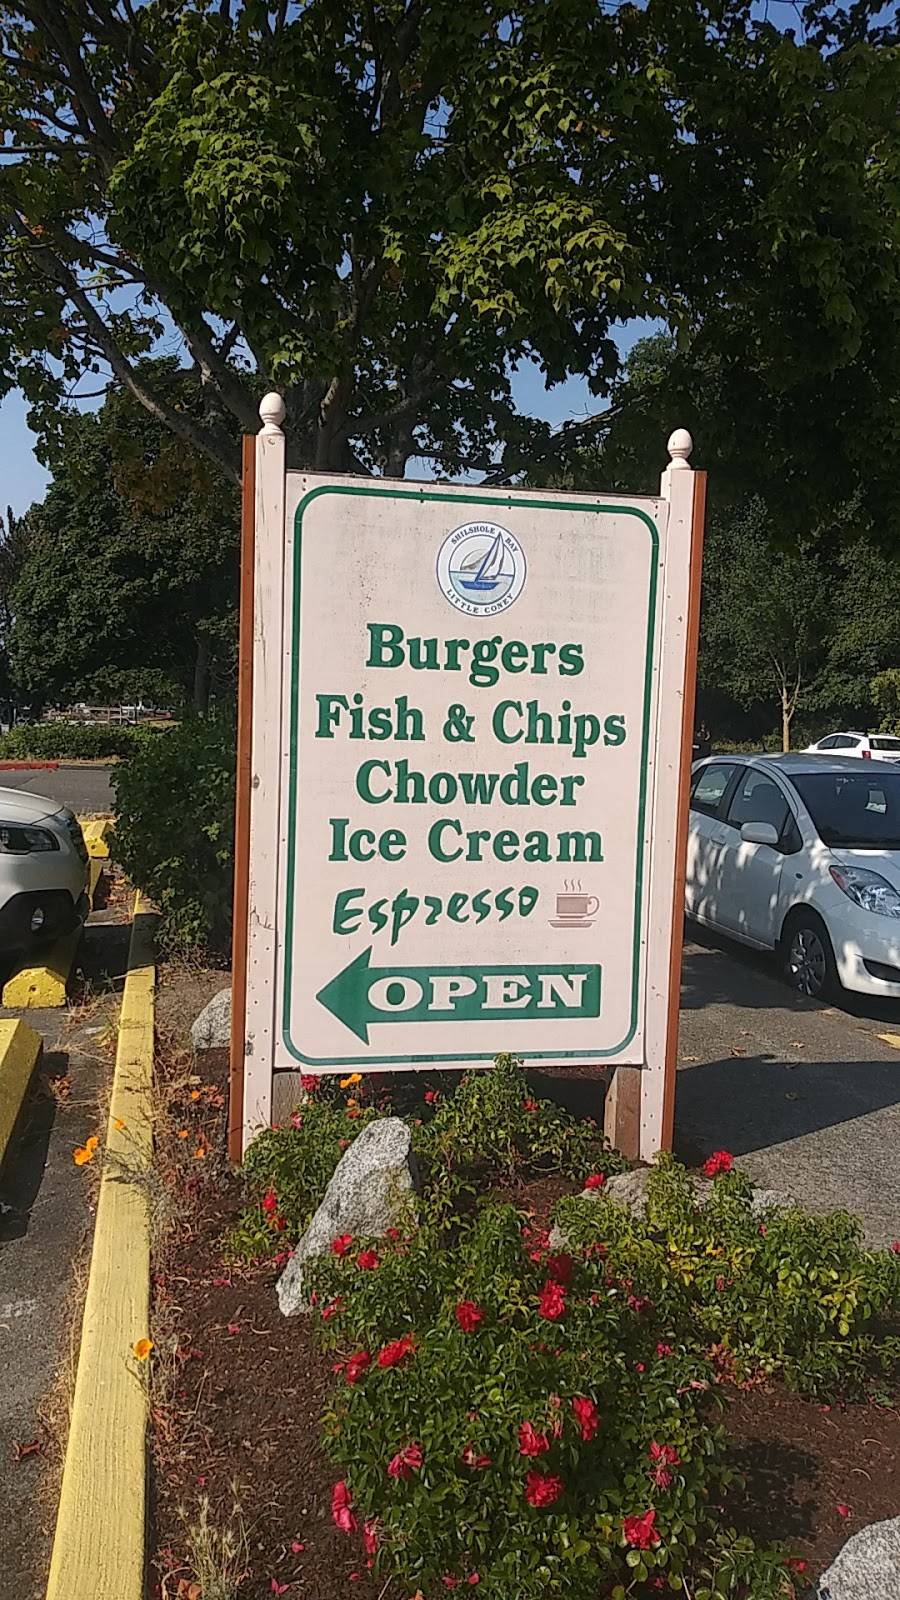 SHILSHOLE BAY
LITTLE CONEY
Burgers
Fish & Chips
Chowder
Ice Cream
Espresso
OPEN